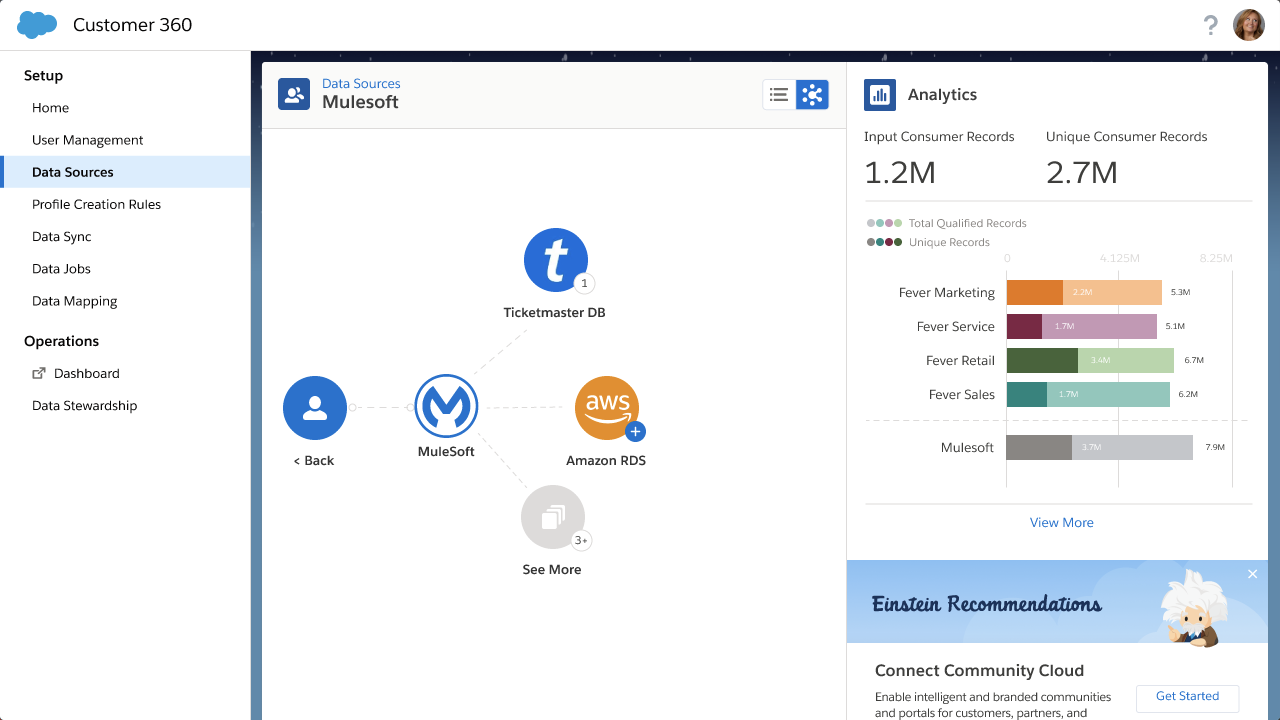 Customer 360
?
Setup
Home
User Management
Data Sources
Profile Creation Rules
Data Sync
Data Jobs
Data Mapping
Operations
Dashboard
Data Stewardship
Data Sources
Mulesoft
t
1
Ticketmaster DB
< Back
MuleSoft
aws
+
Amazon RDS
3+
See More
Analytics
Input Consumer Records
Unique Consumer Records
1.2M
2.7M
Total Qualified Records
Unique Records
0
4.125M
8.25M
Fever Marketing
2.2M
5.3M
Fever Service
1.7M
5.1M
Fever Retail
3.4M
6.7M
Fever Sales
1.7M
6.2M
Mulesoft
3.7M
7.9M
View More
Einstein Recommendations
Connect Community Cloud
Enable intelligent and branded communities
and portals for customers, partners, and
Get Started